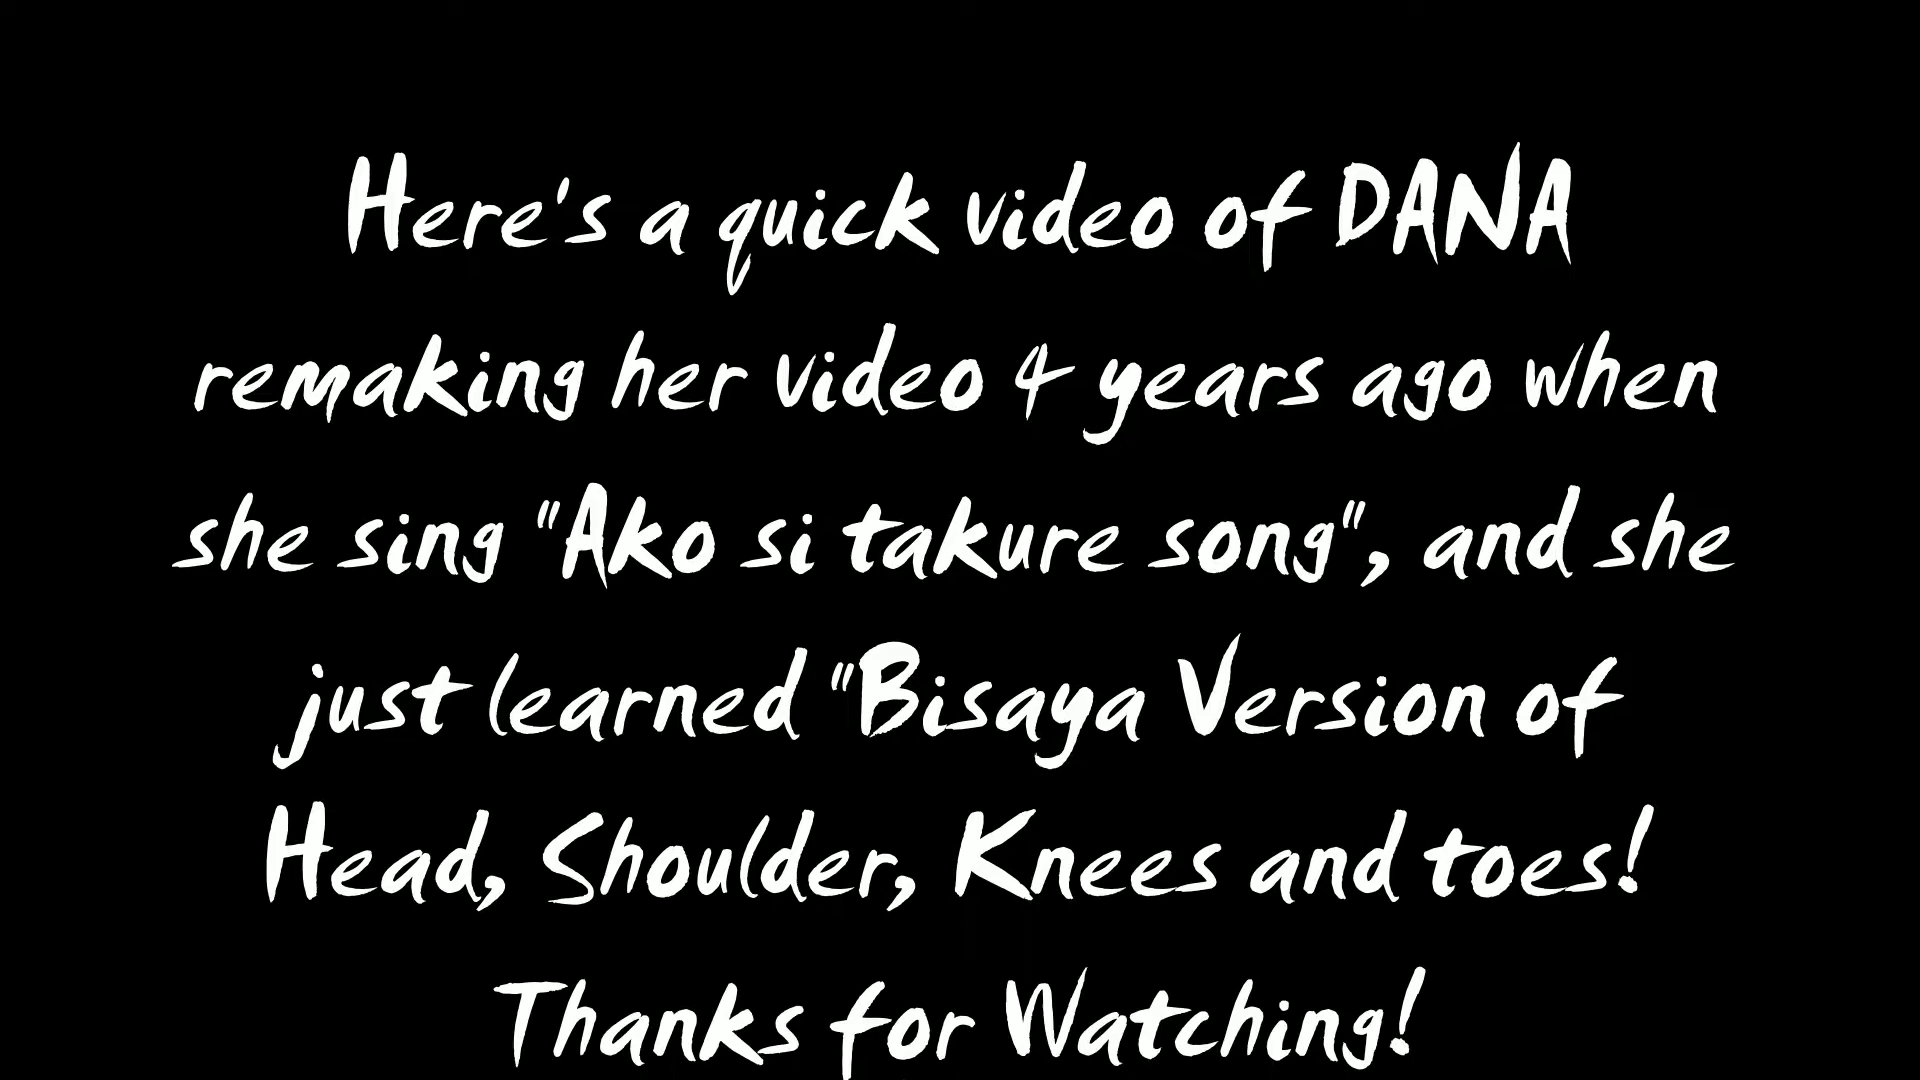 Here's a quick video of DANA
remaking her video 4 years ago when
she sing "Ako si takure song", and she
just learned "Bisaya Version of
Head, Shoulder, Knees and toes!
Thanks for Watching!